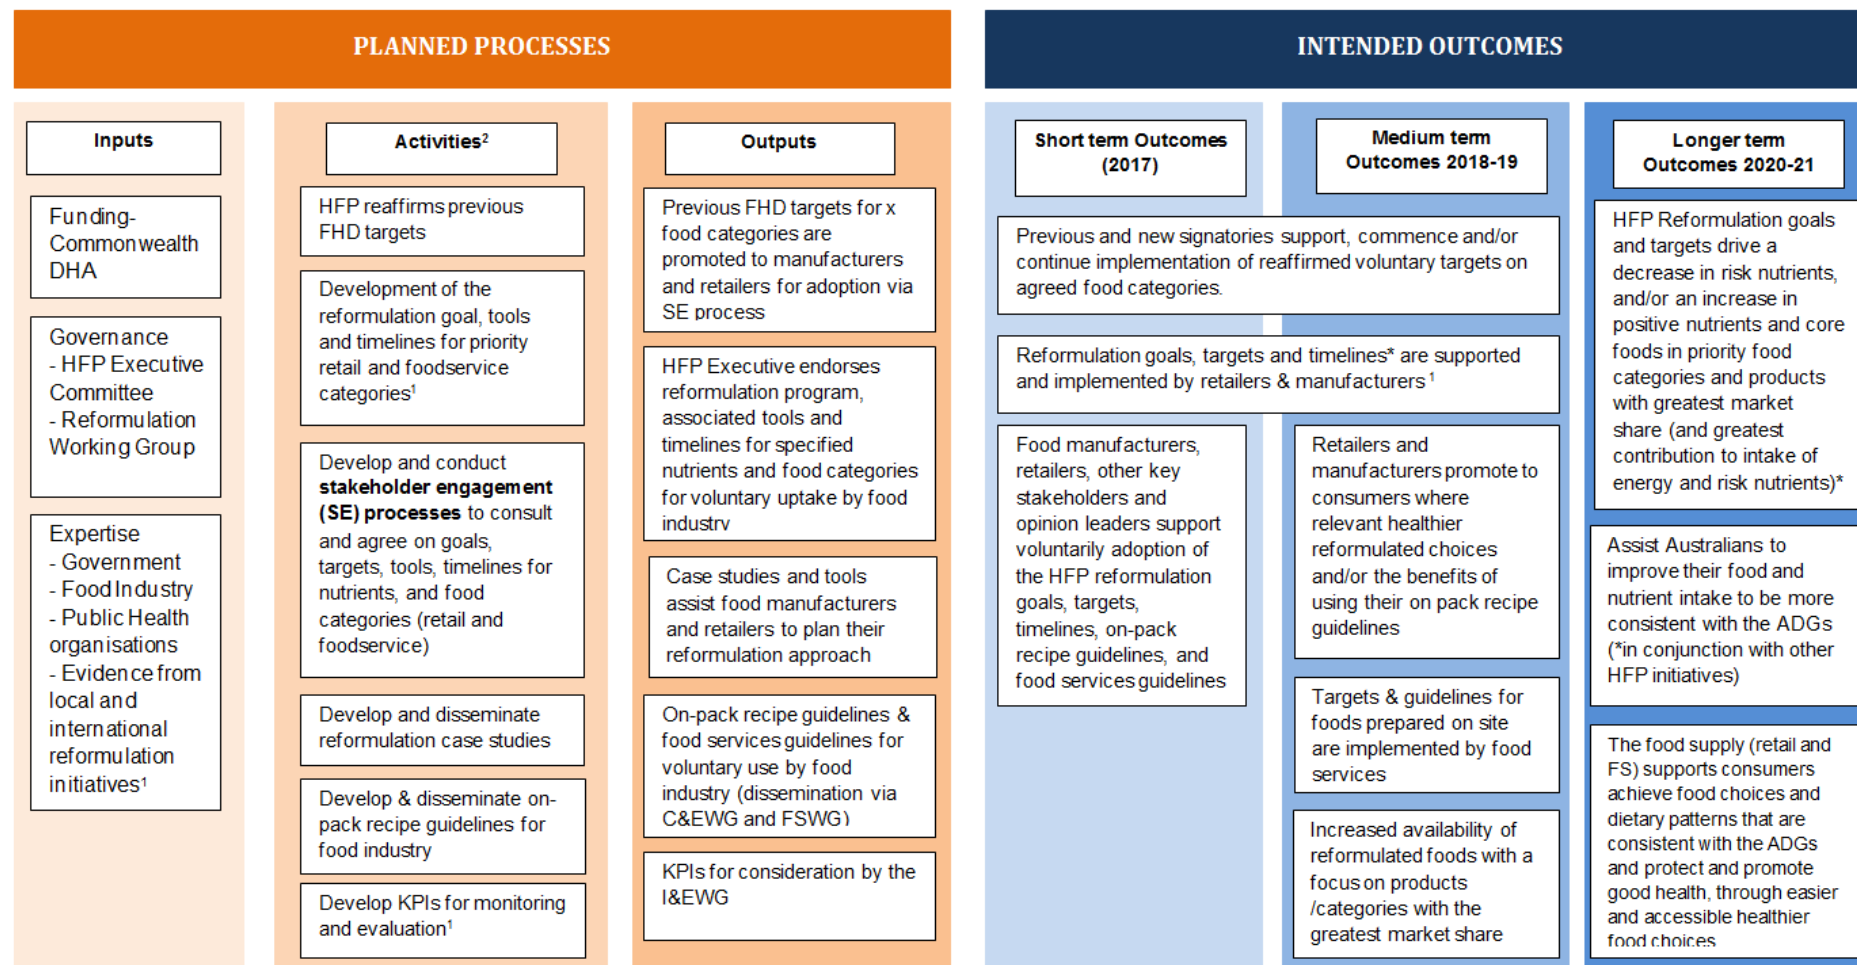 PLANNED PROCESSES
INTENDED OUTCOMES
Inputs
Funding-
Commonwealth
DHA
Governance
- HFP Executive
Committee
- Reformulation
Working Group
Expertise
- Government
- Food Industry
- Public Health
organisations
- Evidence from
local and
international
reformulation
initiatives¹
Activities²
HFP reaffirms previous
FHD targets
Development of the
reformulation goal, tools
and timelines for priority
retail and foodservice
categories¹
Develop and conduct
stakeholder engagement
(SE) processes to consult
and agree on goals,
targets, tools, timelines for
nutrients, and food
categories (retail and
foodservice)
Develop and disseminate
reformulation case studies
Develop & disseminate on-
pack recipe guidelines for
food industry
Develop KPIs for monitoring
and evaluation¹
Outputs
Previous FHD targets for x
food categories are
promoted to manufacturers
and retailers for adoption via
SE process
HFP Executive endorses
reformulation program,
associated tools and
timelines for specified
nutrients and food categories
for voluntary uptake by food
industry
Case studies and tools
assist food manufacturers
and retailers to plan their
reformulation approach
On-pack recipe guidelines &
food services guidelines for
voluntary use by food
industry (dissemination via
C&EWG and FSWG)
KPIs for consideration by the
I&EWG
Short term Outcomes
(2017)
Medium term
Outcomes 2018-19
Previous and new signatories support, commence and/or
continue implementation of reaffirmed voluntary targets on
agreed food categories.
Reformulation goals, targets and timelines* are supported
and implemented by retailers & manufacturers ¹
Food manufacturers,
retailers, other key
stakeholders and
opinion leaders support
voluntarily adoption of
the HFP reformulation
goals, targets,
timelines, on-pack
recipe guidelines, and
food services guidelines
Retailers and
manufacturers promote to
consumers where
relevant healthier
reformulated choices
and/or the benefits of
using their on pack recipe
guidelines
Targets & guidelines for
foods prepared on site
are implemented by food
services
Increased availability of
reformulated foods with a
focus on products
/categories with the
greatest market share
Longer term
Outcomes 2020-21
HFP Reformulation goals
and targets drive a
decrease in risk nutrients,
and/or an increase in
positive nutrients and core
foods in priority food
categories and products
with greatest market
share (and greatest
contribution to intake of
energy and risk nutrients)*
Assist Australians to
improve their food and
nutrient intake to be more
consistent with the ADGs
(*in conjunction with other
HFP initiatives)
The food supply (retail and
FS) supports consumers
achieve food choices and
dietary patterns that are
consistent with the ADGs
and protect and promote
good health, through easier
and accessible healthier
food choices